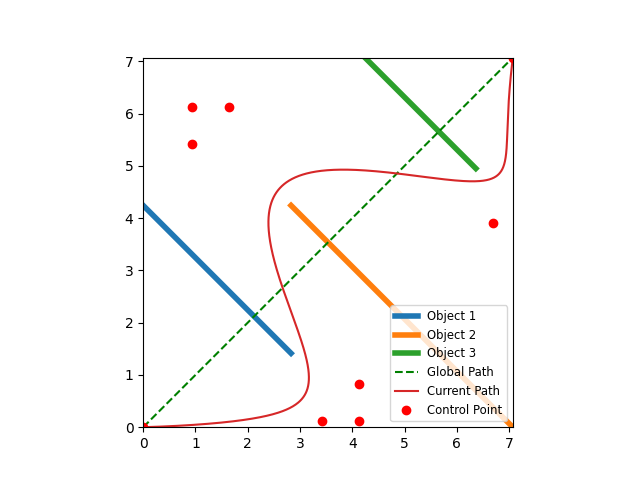 7
6
5
4
3
2
1
0
0 1 2 3 4 5 6 7
Object 1
Object 2
Object 3
Global Path
Current Path
Control Point